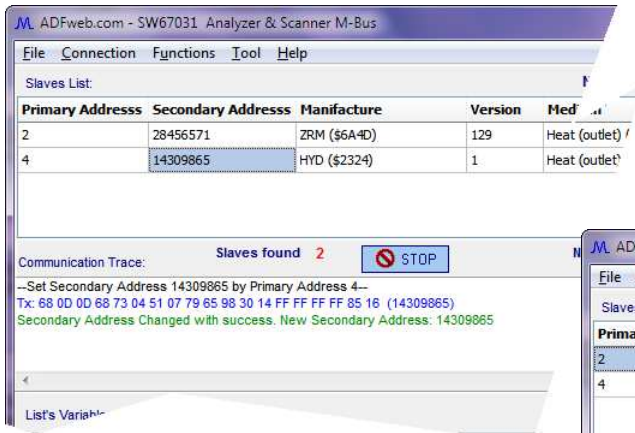 ADFweb.com - SW67031 Analyzer & Scanner M-Bus
File Connection Functions Tool Help
Slaves List:
Primary Addresss Secondary Addresss Manifacture Version
2 28456571 ZRM ($6A4D) 129 Heat (outlet)
4 14309865 HYD ($2324) 1 Heat (outlet)
Communication Trace: Slaves found 2 STOP
--Set Secondary Address 14309865 by Primary Address 4--
Tx: 68 0D 0D 68 73 04 51 07 79 65 98 30 14 FF FF FF FF 85 16 (14309865)
Secondary Address Changed with success. New Secondary Address: 14309865
List's
AD
File
Slave
Prima
2
4